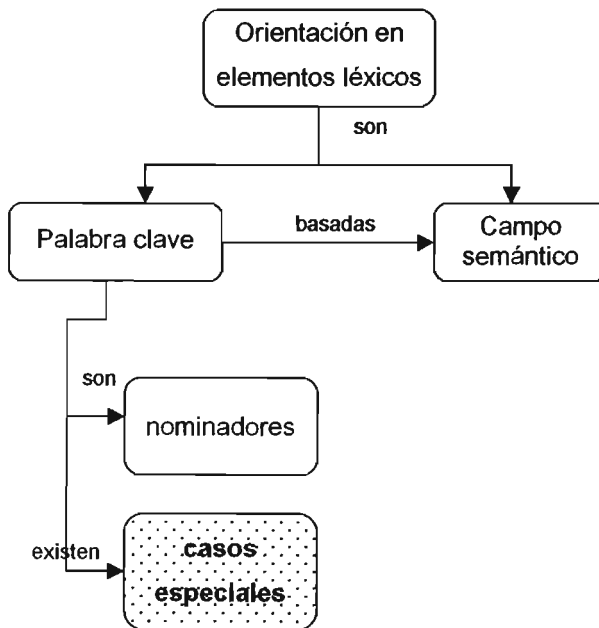 Orientación en
elementos léxicos
son
Palabra clave
basadas
Campo
semántico
son
nominadores
existen
casos
especiales